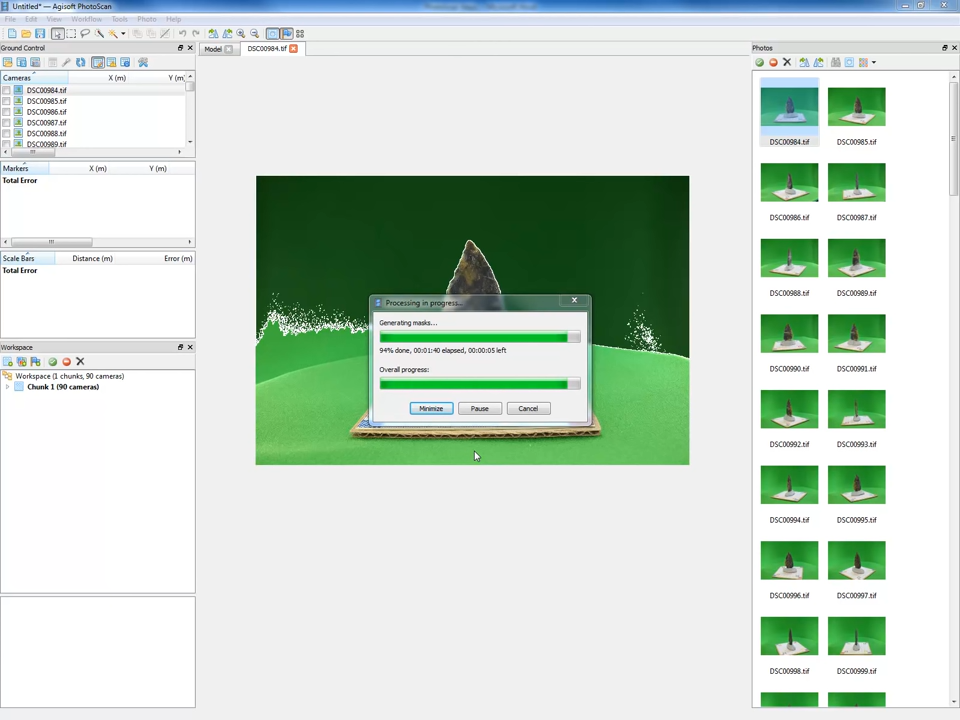 Untitled* — Agisoft PhotoScan
File Edit View Workflow Tools Photo Help
Ground Control
Model
DSC00984.tif
Photos
Cameras X (m) Y (m)
DSC00984.tif
DSC00985.tif
DSC00986.tif
DSC00987.tif
DSC00988.tif
DSC00989.tif
Markers X (m) Y (m)
Total Error
Scale Bars Distance (m) Error (m)
Total Error
Workspace
Workspace (1 chunks, 90 cameras)
Chunk 1 (90 cameras)
Processing in progress...
Generating masks...
94% done, 00:01:40 elapsed, 00:00:05 left
Overall progress:
Minimize Pause Cancel
DSC00984.tif DSC00985.tif
DSC00986.tif DSC00987.tif
DSC00988.tif DSC00989.tif
DSC00990.tif DSC00991.tif
DSC00992.tif DSC00993.tif
DSC00994.tif DSC00995.tif
DSC00996.tif DSC00997.tif
DSC00998.tif DSC00999.tif